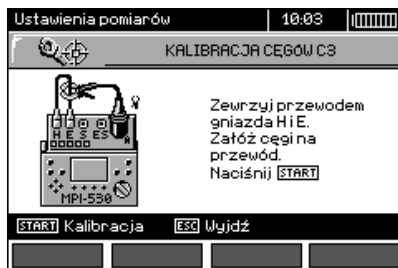 Ustawienia pomiarów 10:03
KALIBRACJA CĘGÓW C3
Zewrzyj przewodem
gniazda H i E.
Załóż cęgi na
przewód.
Naciśnij START
H E S ES
MPI-530
START Kalibracja ESC Wyjdź